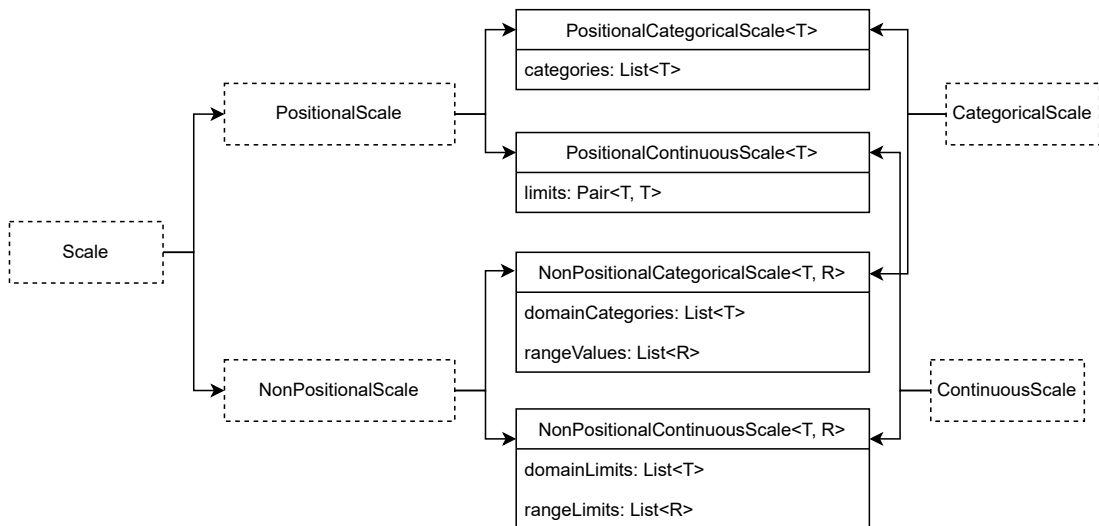 PositionalCategoricalScale<T>
categories: List<T>
PositionalScale
CategoricalScale
PositionalContinuousScale<T>
limits: Pair<T, T>
Scale
NonPositionalCategoricalScale<T, R>
domainCategories: List<T>
rangeValues: List<R>
NonPositionalScale
ContinuousScale
NonPositionalContinuousScale<T, R>
domainLimits: List<T>
rangeLimits: List<R>